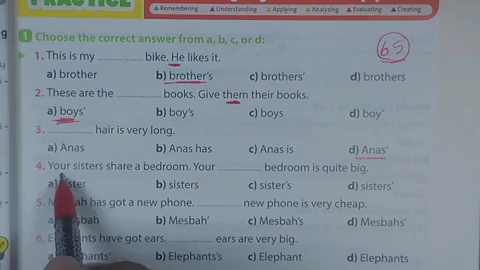 PRACTICE
Remembering Understanding Applying Analyzing Evaluating Creating
1 Choose the correct answer from a, b, c, or d:
65
1. This is my .................. bike. He likes it.
a) brother b) brother's c) brothers' d) brothers
2. These are the .................. books. Give them their books.
a) boys' b) boy's c) boys d) boy'
3. .................. hair is very long.
a) Anas b) Anas has c) Anas is d) Anas'
4. Your sisters share a bedroom. Your .................. bedroom is quite big.
b) sisters c) sister's d) sisters'
5. has got a new phone. .................. new phone is very cheap.
b) Mesbah' c) Mesbah's d) Mesbahs'
6. have got ears. .................. ears are very big.
b) Elephants's c) Elephant d) Elephants